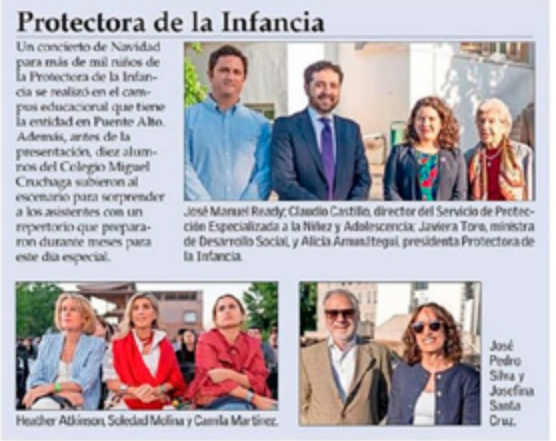 Protectora de la Infancia
Un concierto de Navidad
para más de mil niños de
la Protectora de la Infan-
cia se realizó en el cam-
pus educacional que tiene
la entidad en Puente Alto.
Además, antes de la
presentación, diez alum-
nos del Colegio Miguel
Cruchaga subieron al
escenario para sorprender
a los asistentes con un
repertorio que prepara-
ron durante meses para
este día especial.
José Manuel Ready; Claudio Castillo, director del Servicio de Protec-
ción Especializada a la Niñez y Adolescencia; Javiera Toro, ministra
de Desarrollo Social, y Alicia Amunátegui, presidenta Protectora de
la Infancia.
Heather Atkinson, Soledad Molina y Camila Martínez.
José
Pedro
Silva y
Josefina
Santa
Cruz.